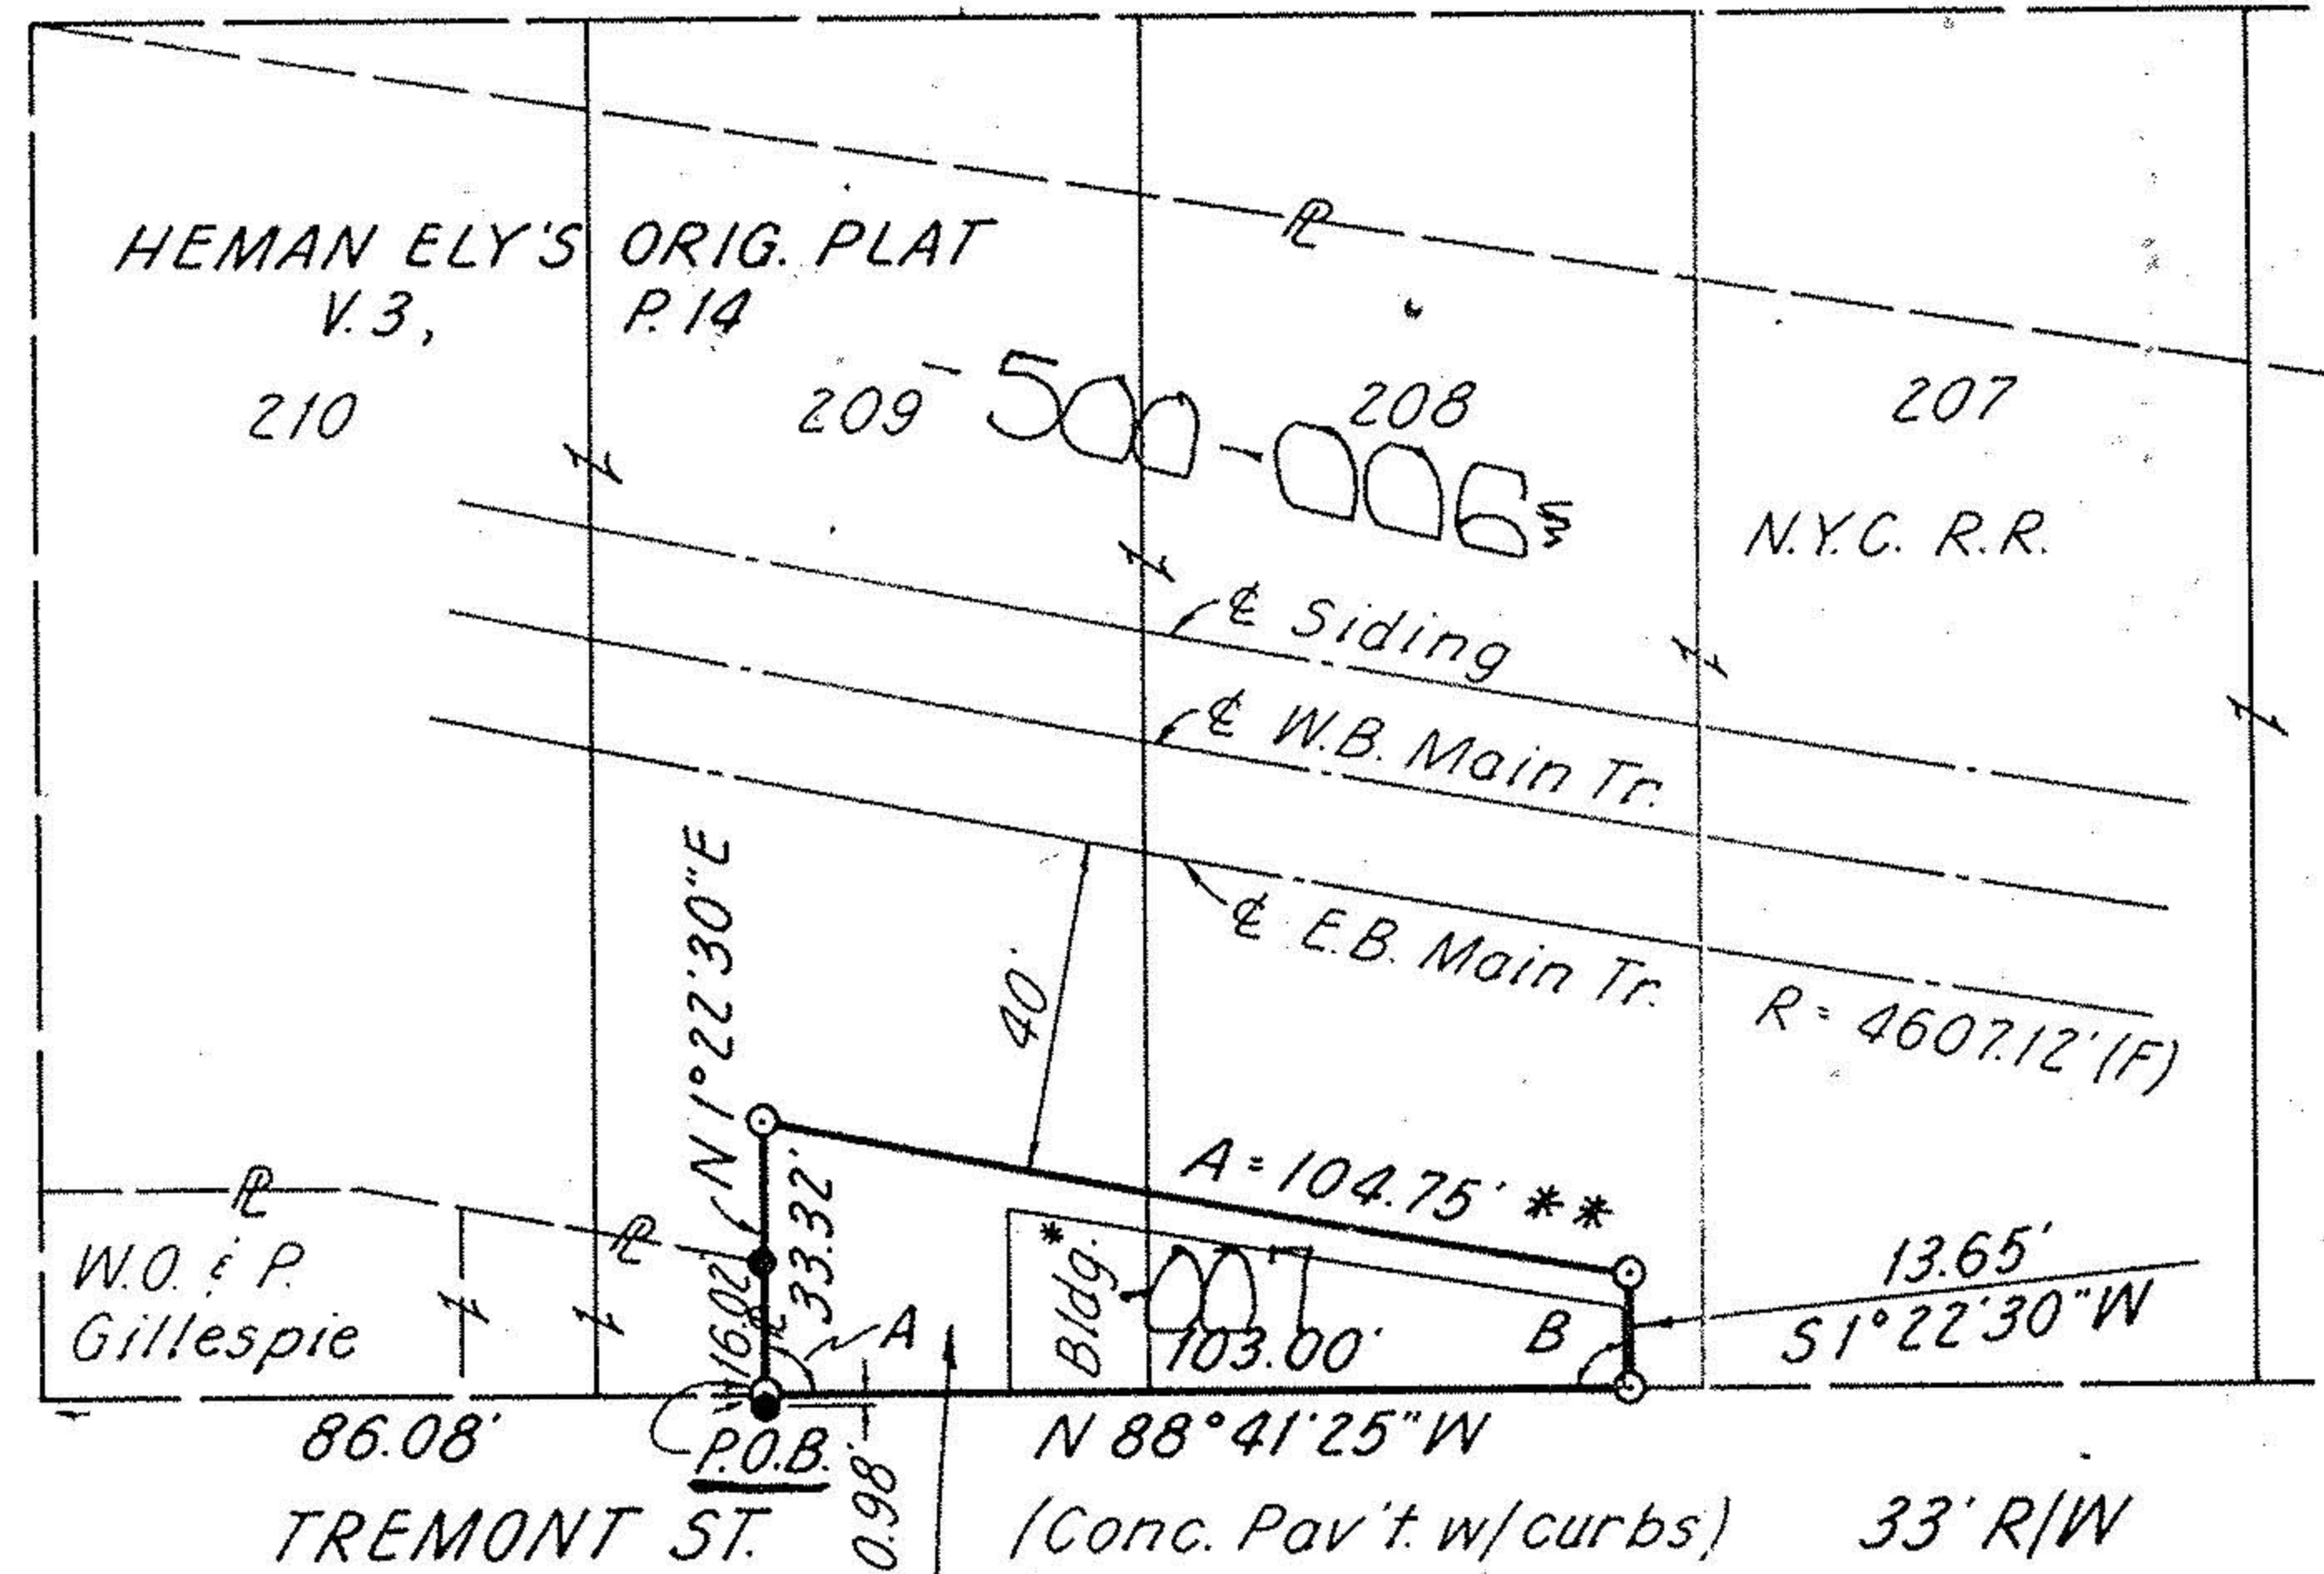 HEMAN ELY'S ORIG. PLAT
V. 3, P. 14
210
209
208
207
- 500 - 006
N.Y.C. R.R.
℄ Siding
℄ W.B. Main Tr.
℄ E.B. Main Tr.
R = 4607.12' (F)
40'
N 1°22'30"E
33.32'
16.02'
A = 104.75' **
Bldg.*
007
103.00'
A
B
13.65'
S 1°22'30"W
W.O. & P.
Gillespie
86.08'
P.O.B.
0.98'
N 88°41'25"W
TREMONT ST.
(Conc. Pav't. w/curbs)
33' R/W